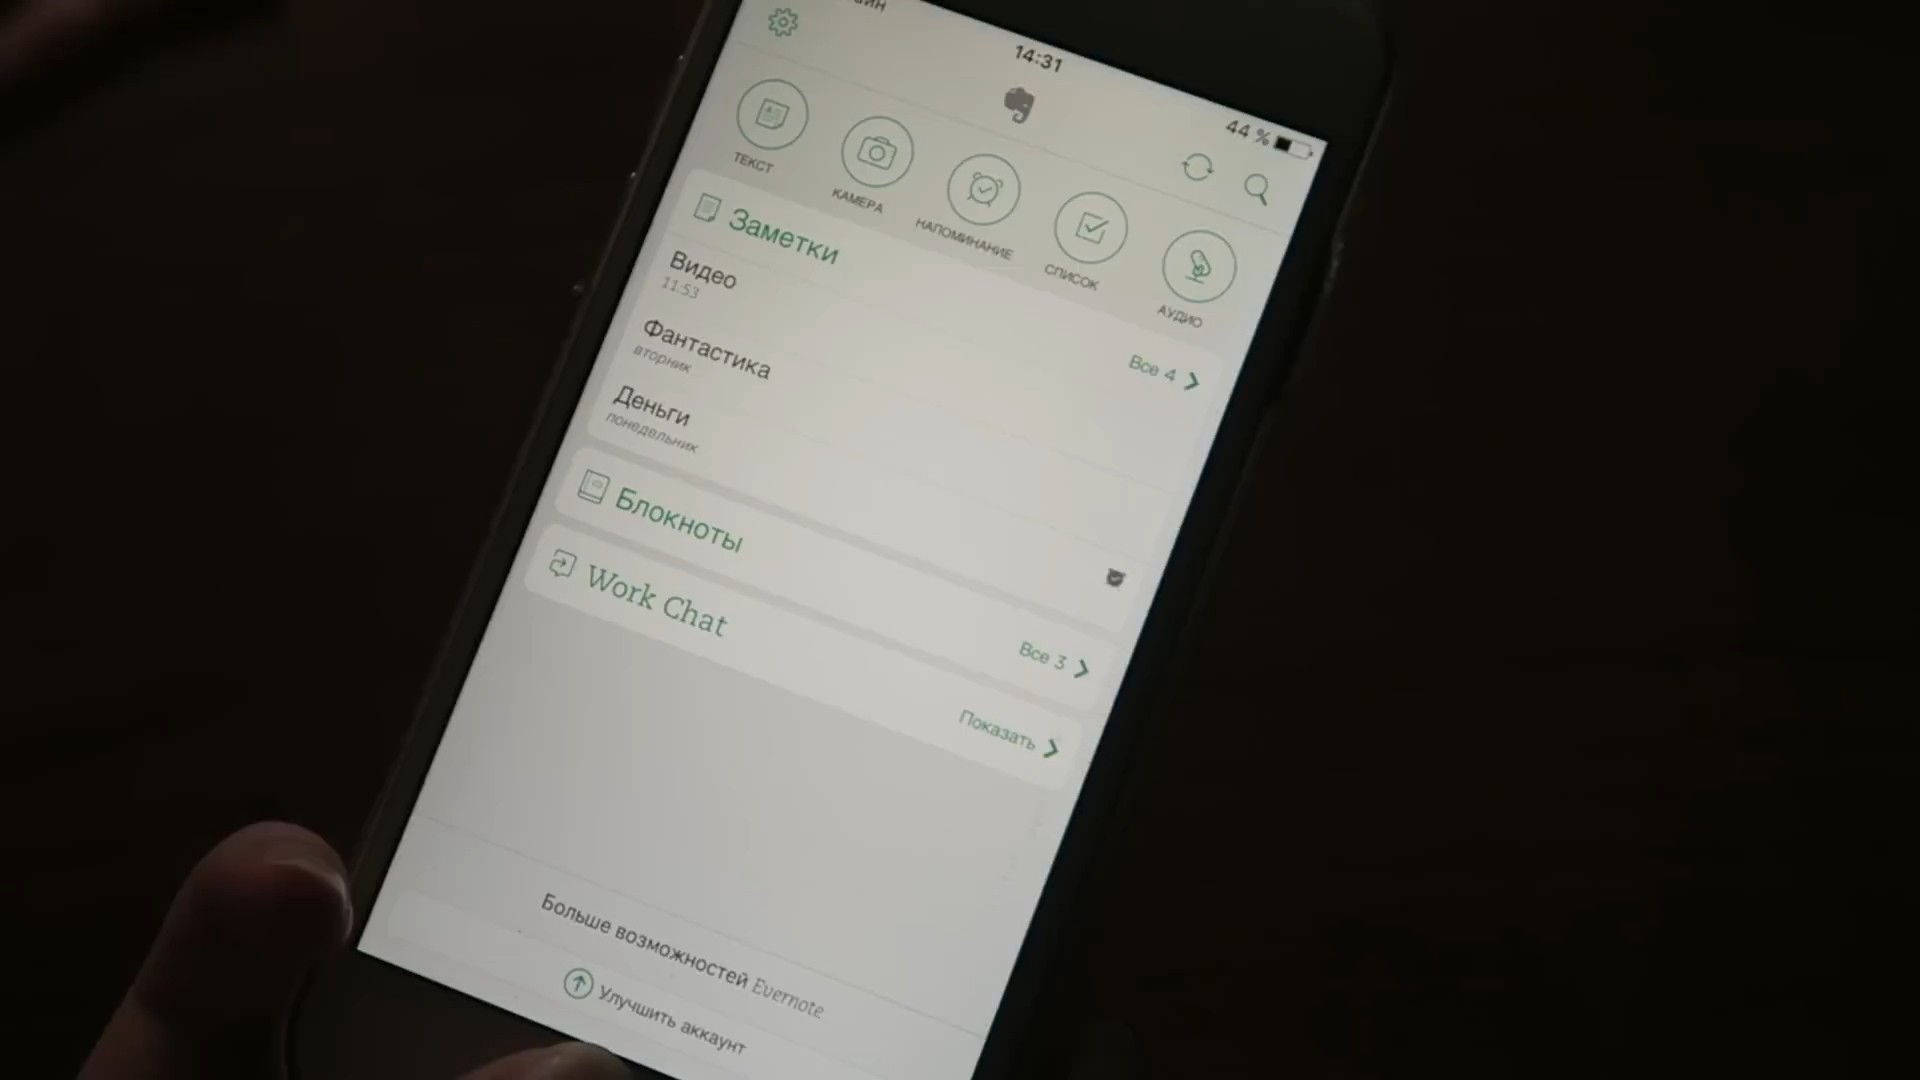 14:31
44 %
ТЕКСТ
КАМЕРА
НАПОМИНАНИЕ
СПИСОК
АУДИО
Заметки
Все 4
Видео
11:53
Фантастика
вторник
Деньги
понедельник
Блокноты
Все 3
Work Chat
Показать
Больше возможностей Evernote
Улучшить аккаунт